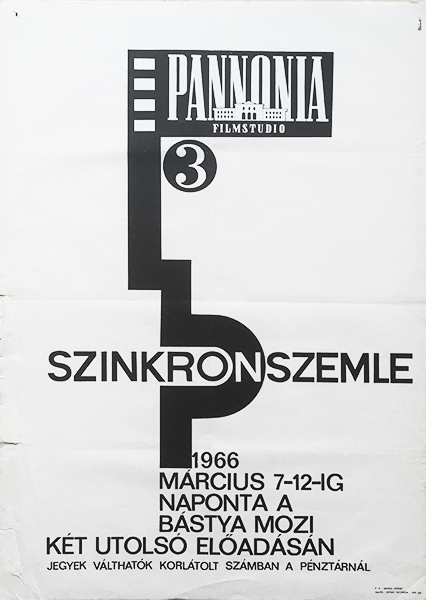 PANNONIA
FILMSTUDIO
3
SZINKRONSZEMLE
1966
MÁRCIUS 7-12-IG
NAPONTA A
BÁSTYA MOZI
KÉT UTOLSÓ ELŐADÁSÁN
JEGYEK VÁLTHATÓK KORLÁTOLT SZÁMBAN A PÉNZTÁRNÁL